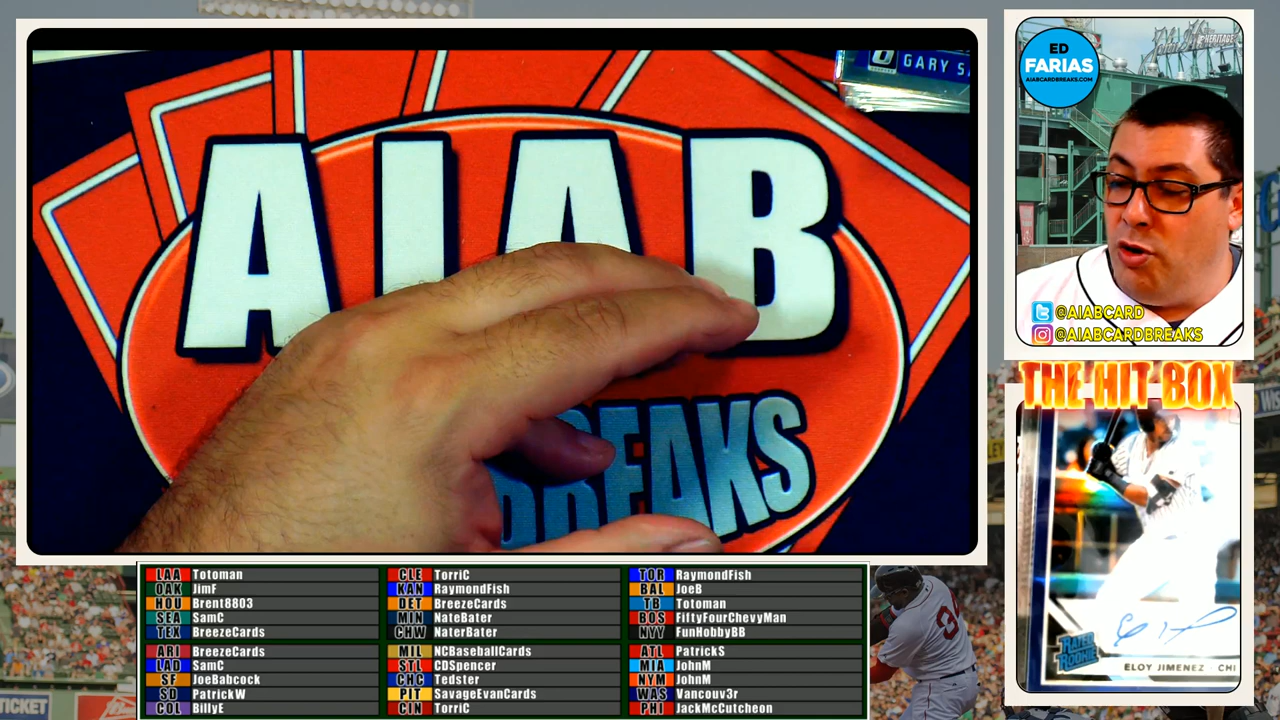 GARY S
AIAB
BREAKS
ED
FARIAS
AIABCARDBREAKS.COM
@AIABCARD
@AIABCARDBREAKS
THE HIT BOX
RATED
ROOKIE
ELOY JIMENEZ - CHI
LAA Totoman
OAK JimF
HOU Brent8803
SEA SamC
TEX BreezeCards
ARI BreezeCards
LAD SamC
SF JoeBabcock
SD PatrickW
COL BillyE
CLE TorriC
KAN RaymondFish
DET BreezeCards
MIN NateBater
CHW NaterBater
MIL NCBaseballCards
STL CDSpencer
CHC Tedster
PIT SavageEvanCards
CIN TorriC
TOR RaymondFish
BAL JoeB
TB Totoman
BOS FiftyFourChevyMan
NYY FunHobbyBB
ATL PatrickS
MIA JohnM
NYM JohnM
WAS Vancouv3r
PHI JackMcCutcheon
TICKET